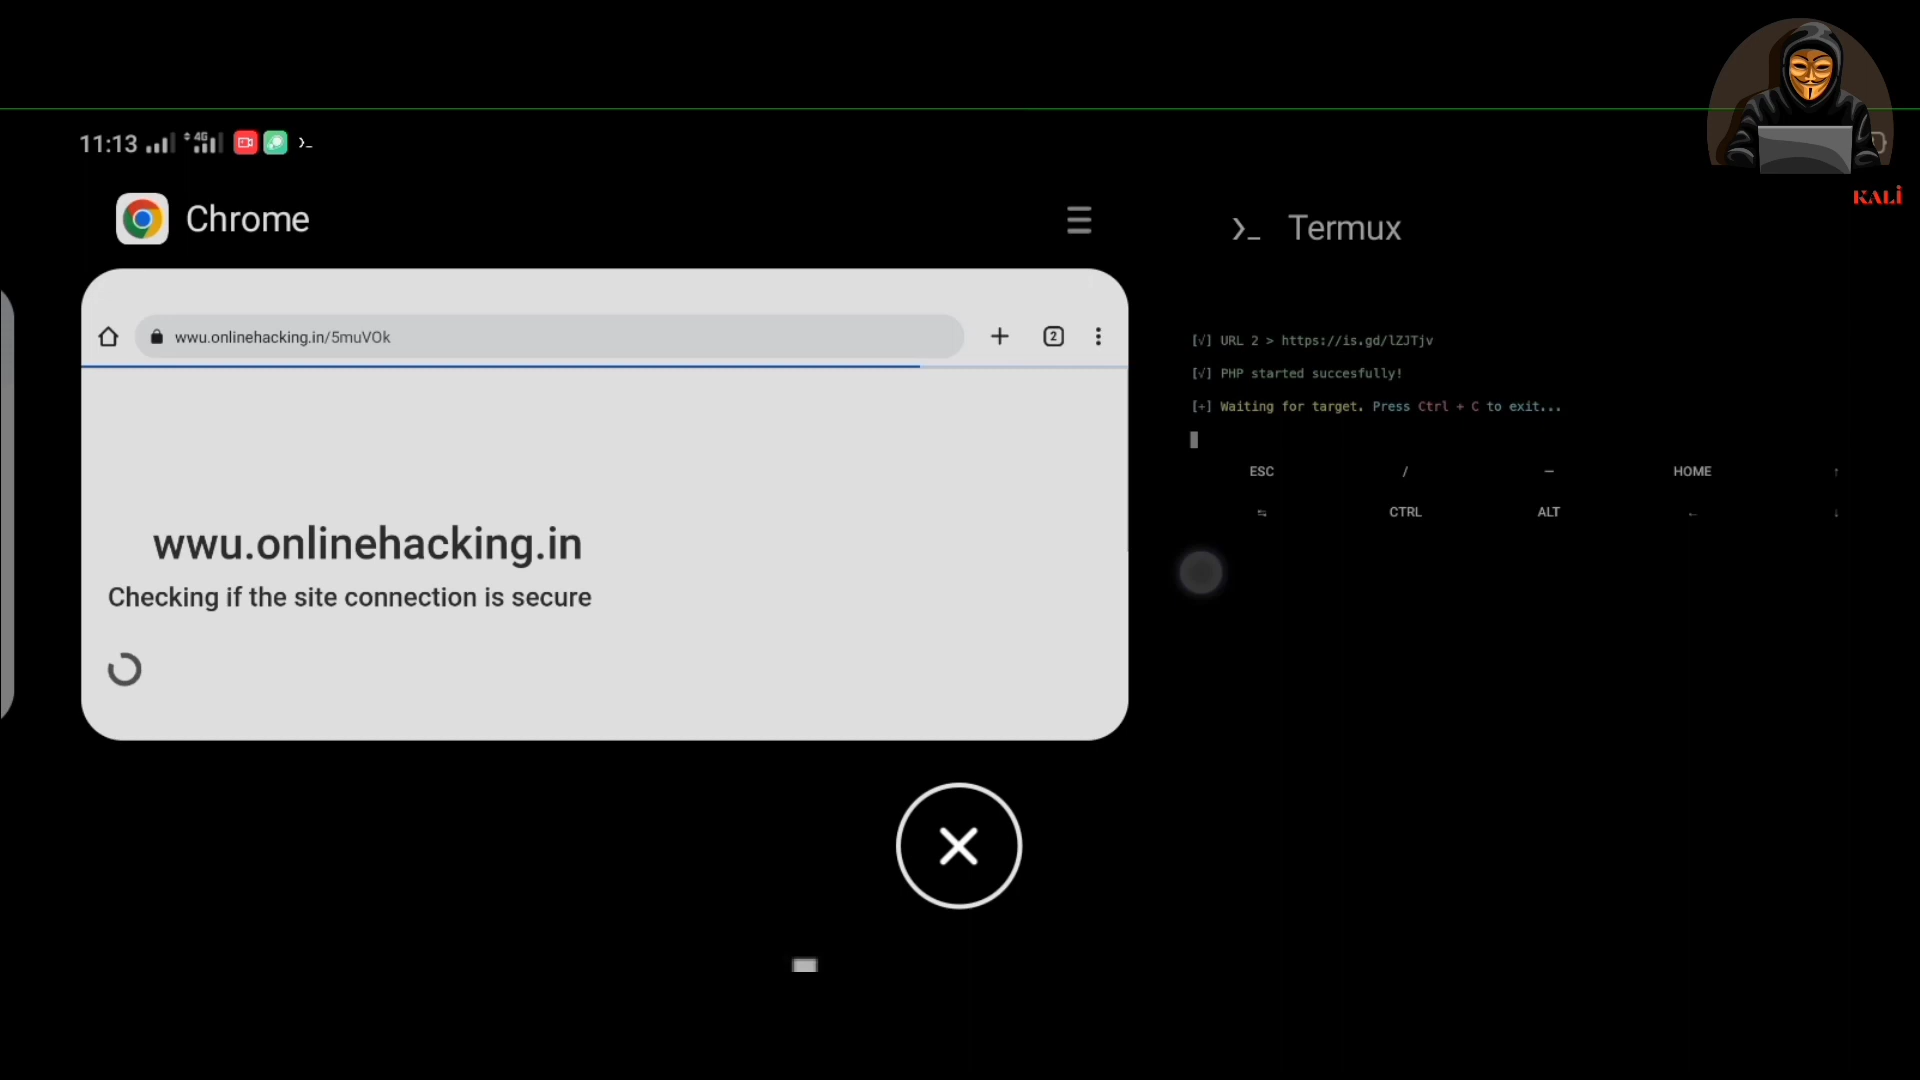 11:13 4G
KALi
Chrome
Termux
wwu.onlinehacking.in/5muVOk
2
[√] URL 2 > https://is.gd/lZJTjv
[√] PHP started succesfully!
[+] Waiting for target. Press Ctrl + C to exit...
ESC / — HOME ↑
⇆ CTRL ALT ← ↓
wwu.onlinehacking.in
Checking if the site connection is secure